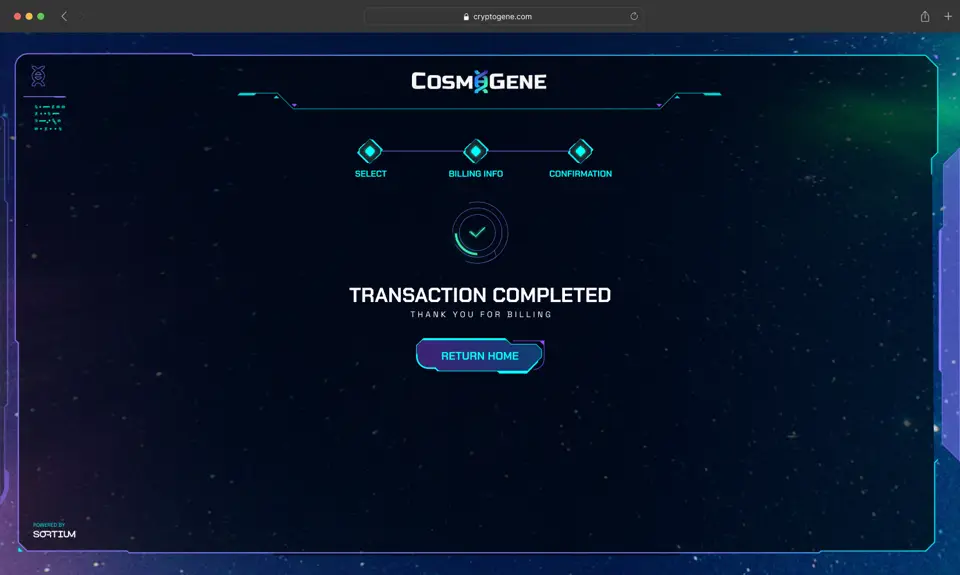 cryptogene.com
COSMOGENE
SELECT
BILLING INFO
CONFIRMATION
TRANSACTION COMPLETED
THANK YOU FOR BILLING
RETURN HOME
POWERED BY
SORTIUM